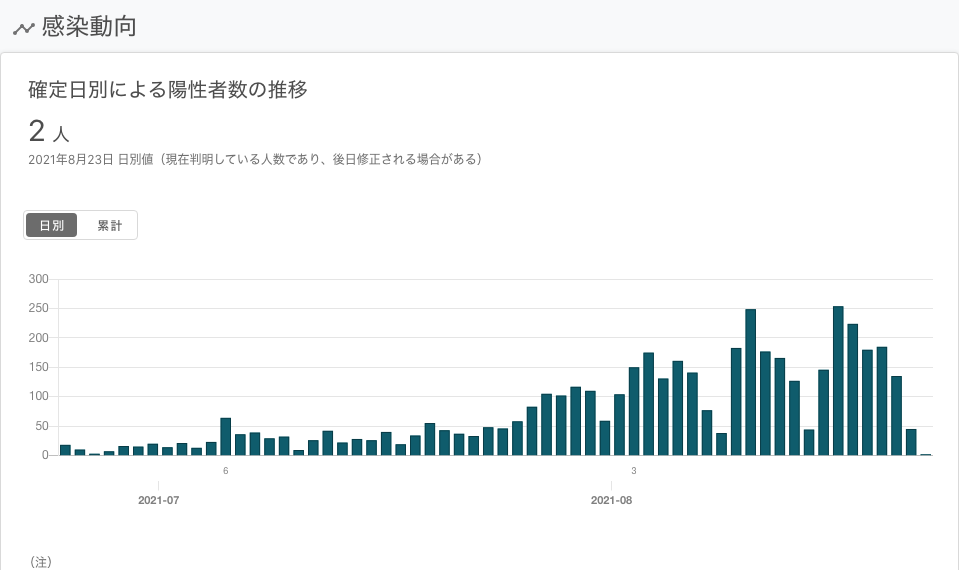 感染動向
確定日別による陽性者数の推移
2 人
2021年8月23日 日別値（現在判明している人数であり、後日修正される場合がある）
日別 累計
300
250
200
150
100
50
0
6 3
2021-07 2021-08
（注）